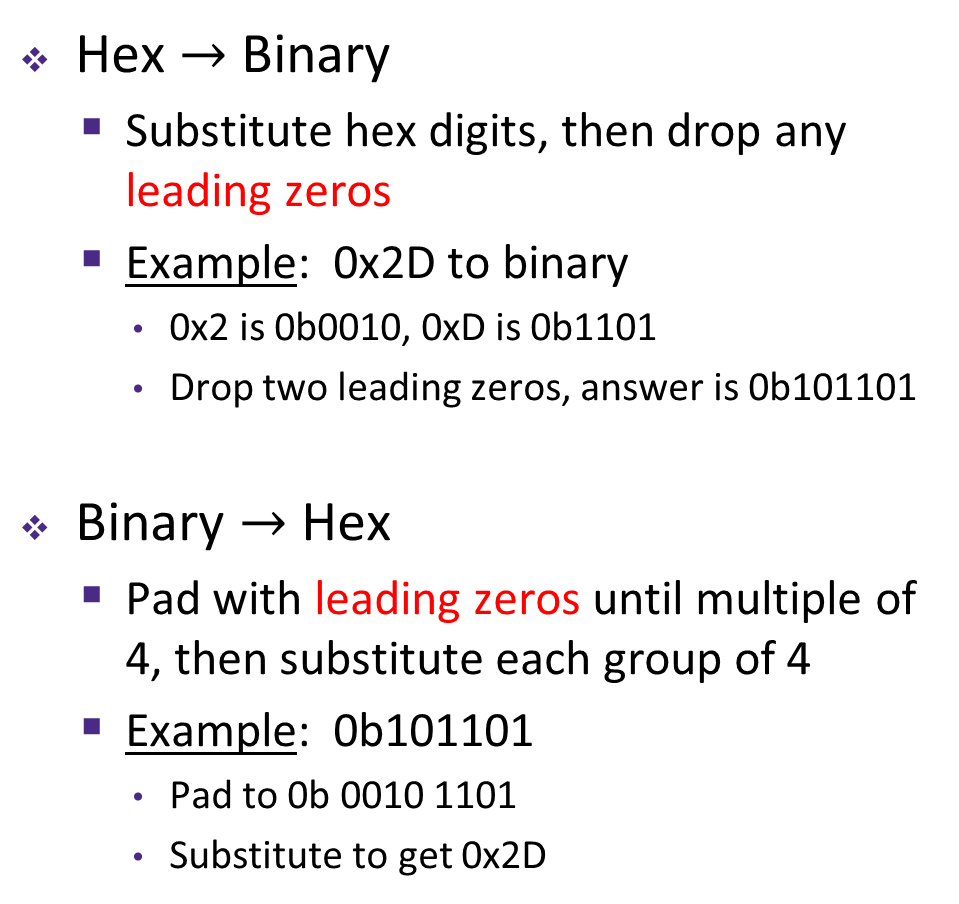 ❖ Hex → Binary
▪ Substitute hex digits, then drop any
leading zeros
▪ Example: 0x2D to binary
• 0x2 is 0b0010, 0xD is 0b1101
• Drop two leading zeros, answer is 0b101101
❖ Binary → Hex
▪ Pad with leading zeros until multiple of
4, then substitute each group of 4
▪ Example: 0b101101
• Pad to 0b 0010 1101
• Substitute to get 0x2D